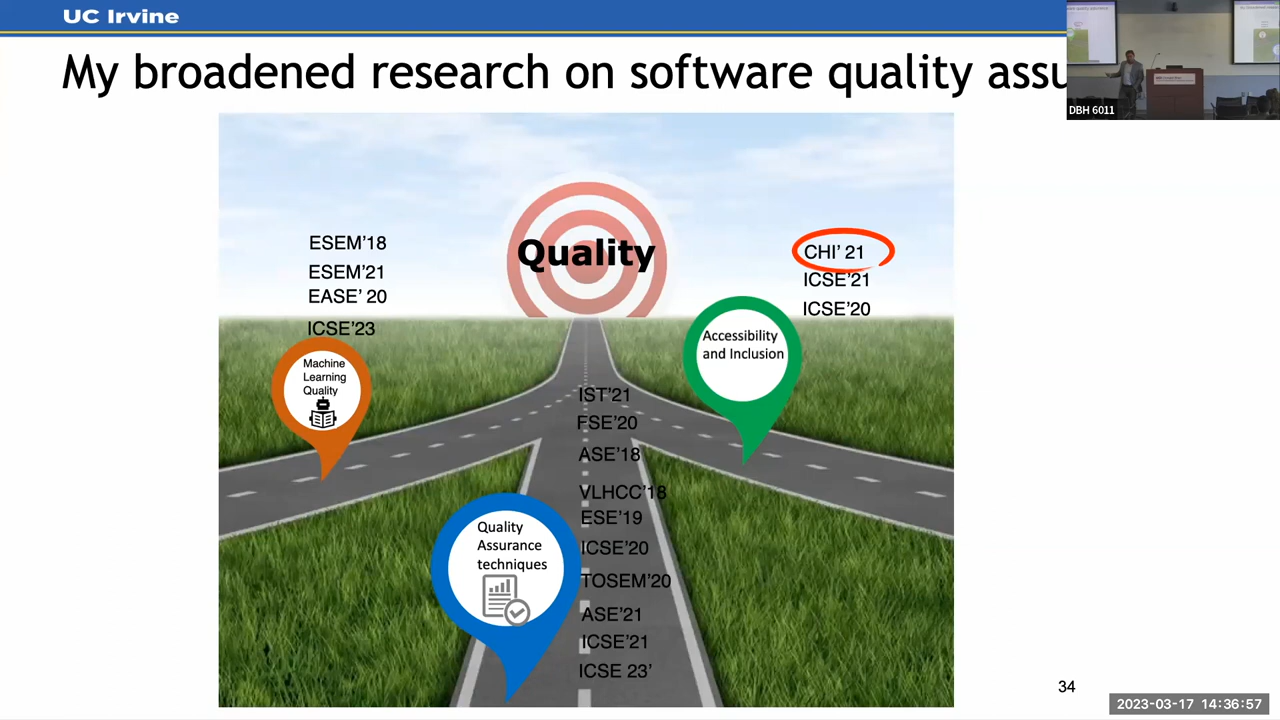 UC Irvine
My broadened research on software quality assu
DBH 6011
Quality
ESEM'18
ESEM'21
EASE' 20
ICSE'23
Machine
Learning
Quality
CHI' 21
ICSE'21
ICSE'20
Accessibility
and Inclusion
IST'21
FSE'20
ASE'18
VLHCC'18
ESE'19
ICSE'20
TOSEM'20
ASE'21
ICSE'21
ICSE 23'
Quality
Assurance
techniques
34
2023-03-17 14:36:57